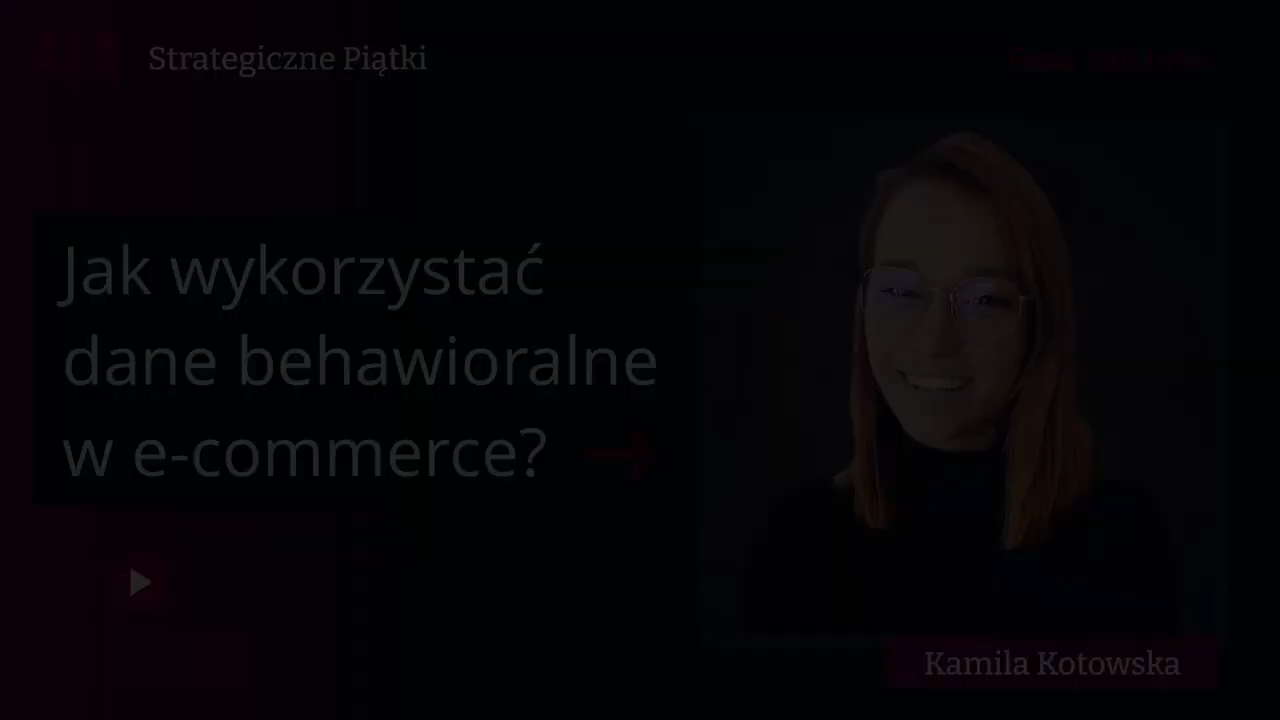 Strategiczne Piątki
Jak wykorzystać
dane behawioralne
w e-commerce?
Kamila Kotowska